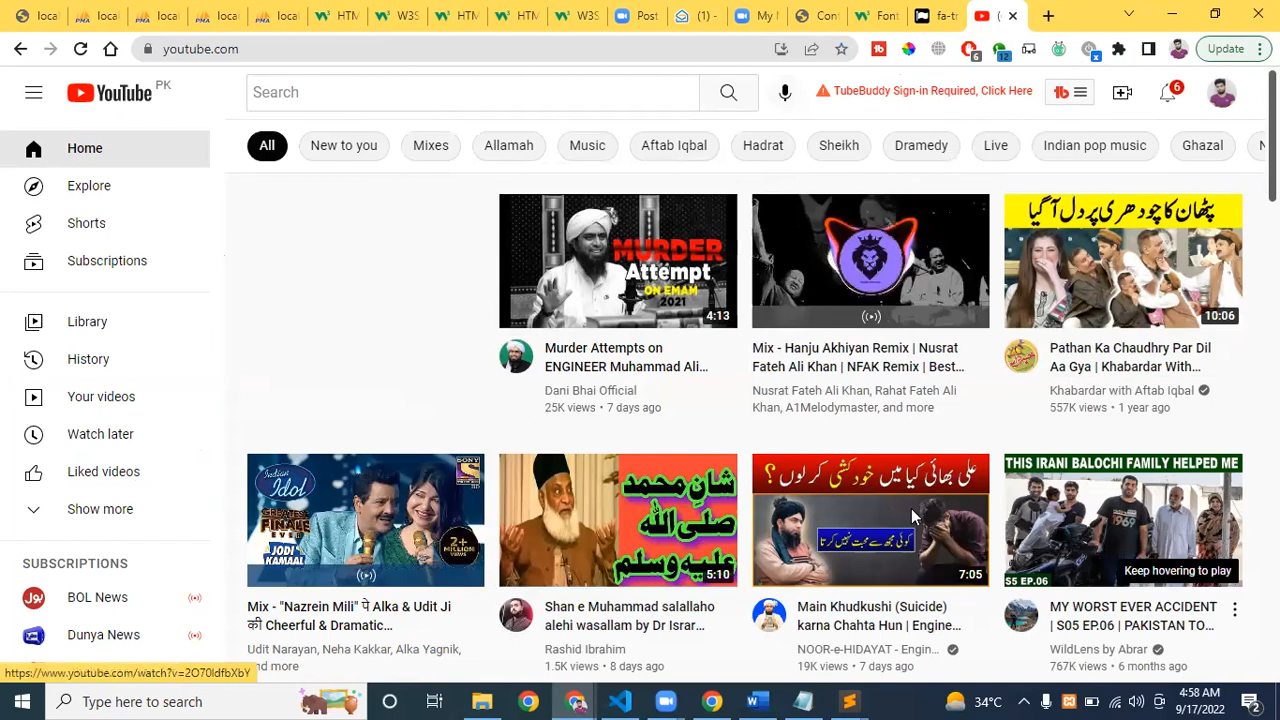 local
local
local
local
local
HTM
W3S
HTM
HTM
W3S
Post
(1) -
My M
Con
Font
fa-tr
youtube.com
6
12
x
Update
YouTube PK
Search
TubeBuddy Sign-in Required, Click Here
tb
6
All
New to you
Mixes
Allamah
Music
Aftab Iqbal
Hadrat
Sheikh
Dramedy
Live
Indian pop music
Ghazal
Home
Explore
Shorts
Subscriptions
Library
History
Your videos
Watch later
Liked videos
Show more
SUBSCRIPTIONS
BOL News
Dunya News
MURDER
Attempt
ON EMAM
2021
4:13
Murder Attempts on
ENGINEER Muhammad Ali...
Dani Bhai Official
25K views • 7 days ago
Mix - Hanju Akhiyan Remix | Nusrat
Fateh Ali Khan | NFAK Remix | Best...
Nusrat Fateh Ali Khan, Rahat Fateh Ali
Khan, A1Melodymaster, and more
پٹھان کا چودھری پر دل آ گیا
10:06
Pathan Ka Chaudhry Par Dil
Aa Gya | Khabardar With...
Khabardar with Aftab Iqbal
557K views • 1 year ago
Indian
Idol
SONY
GREATEST
FINALE
JODI
KAMAAL
2+
MILLION
VIEWS
Mix - "Nazrein Mili" पे Alka & Udit Ji
की Cheerful & Dramatic...
Udit Narayan, Neha Kakkar, Alka Yagnik,
and more
شانِ محمد
صلی اللہ
علیہ وسلم
5:10
Shan e Muhammad salallaho
alehi wasallam by Dr Israr...
Rashid Ibrahim
1.5K views • 8 days ago
علی بھائی کیا میں خودکشی کر لوں ؟
کوئی مجھ سے محبت نہیں کرتا
7:05
Main Khudkushi (Suicide)
karna Chahta Hun | Engine...
NOOR-e-HIDAYAT - Engin...
19K views • 7 days ago
THIS IRANI BALOCHI FAMILY HELPED ME
1969
S5 EP.06
Keep hovering to play
MY WORST EVER ACCIDENT
| S05 EP.06 | PAKISTAN TO...
WildLens by Abrar
767K views • 6 months ago
https://www.youtube.com/watch?v=2O70ldfbXbY
Type here to search
34°C
4:58 AM
9/17/2022
2